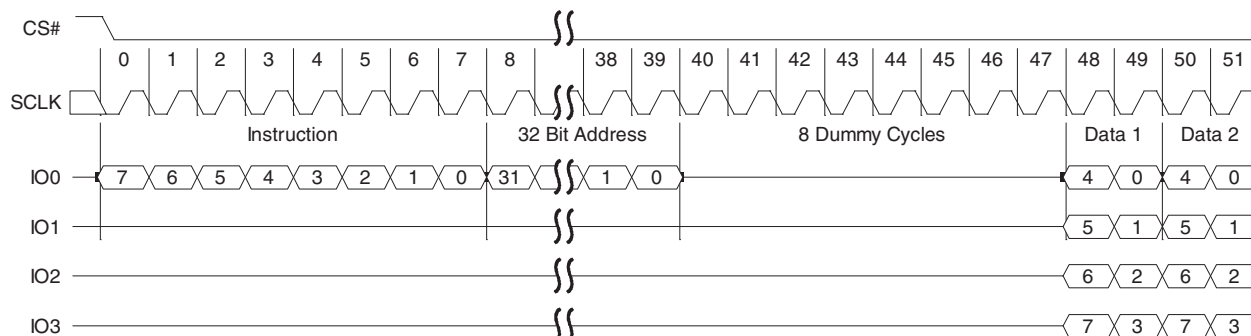 CS#
0 1 2 3 4 5 6 7 8 38 39 40 41 42 43 44 45 46 47 48 49 50 51
SCLK
Instruction 32 Bit Address 8 Dummy Cycles Data 1 Data 2
IO0 7 6 5 4 3 2 1 0 31 1 0 4 0 4 0
IO1 5 1 5 1
IO2 6 2 6 2
IO3 7 3 7 3